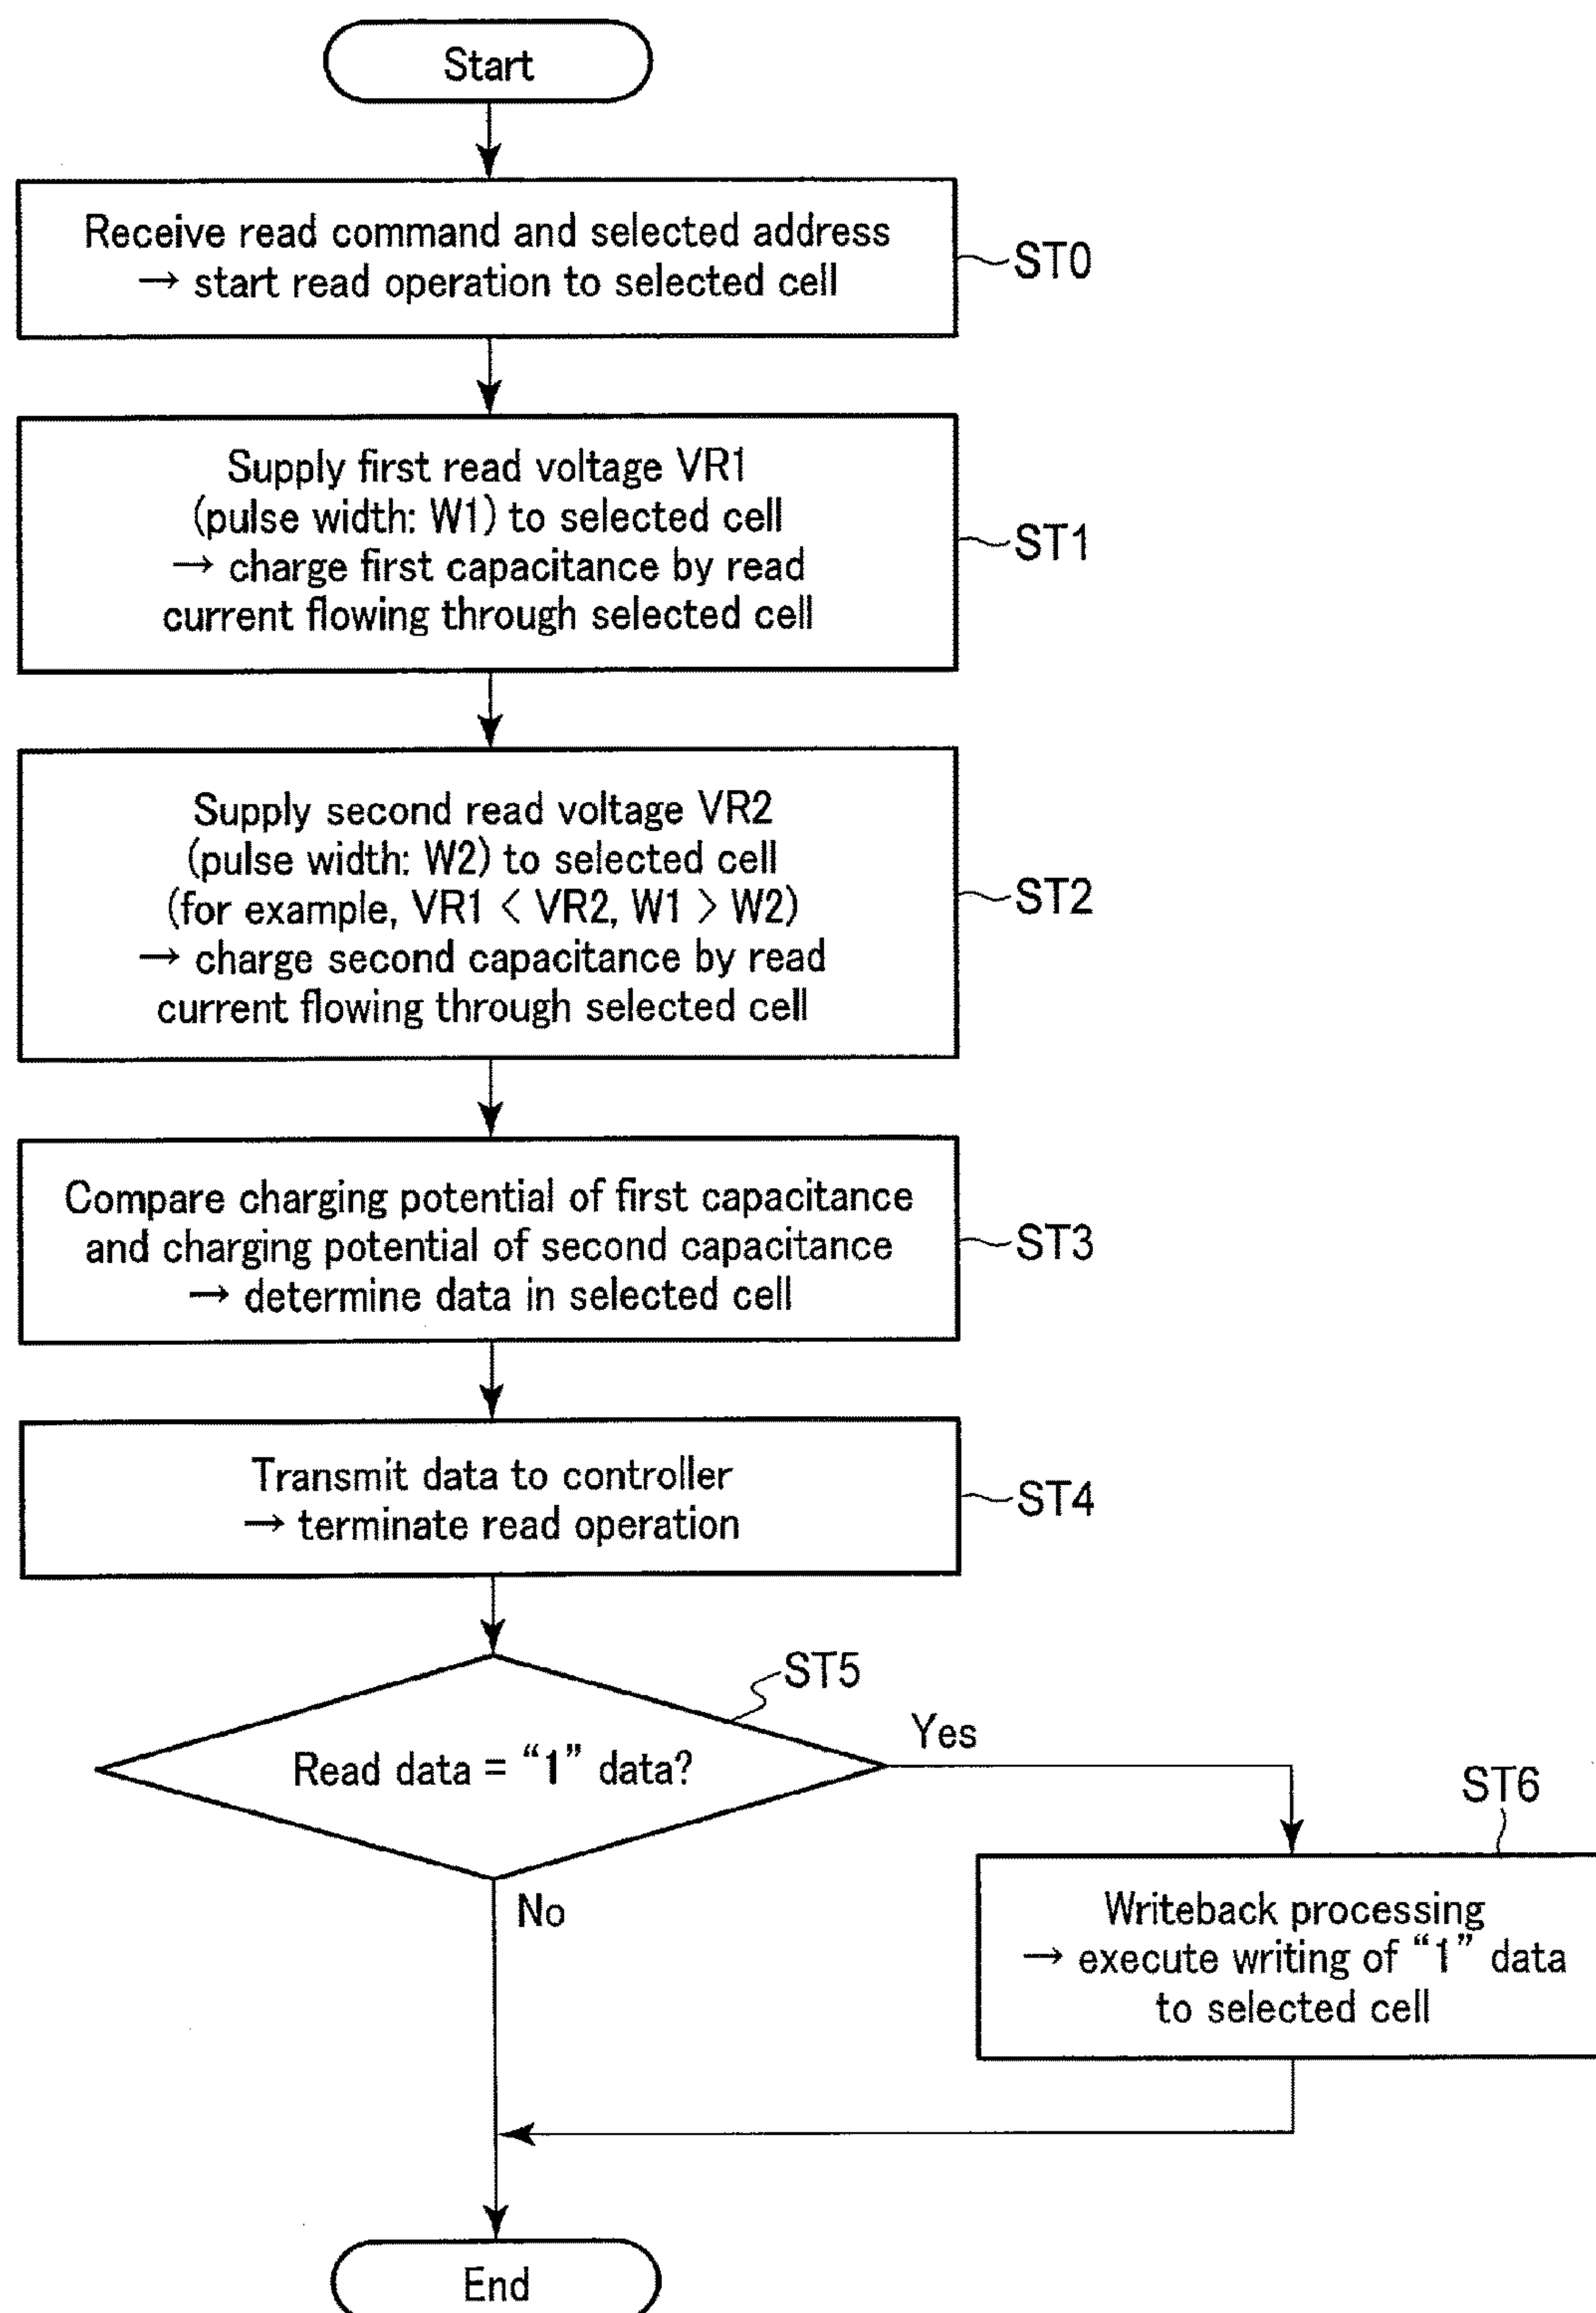 Start
Receive read command and selected address
→ start read operation to selected cell
ST0
Supply first read voltage VR1
(pulse width: W1) to selected cell
→ charge first capacitance by read
current flowing through selected cell
ST1
Supply second read voltage VR2
(pulse width: W2) to selected cell
(for example, VR1 < VR2, W1 > W2)
→ charge second capacitance by read
current flowing through selected cell
ST2
Compare charging potential of first capacitance
and charging potential of second capacitance
→ determine data in selected cell
ST3
Transmit data to controller
→ terminate read operation
ST4
ST5
Read data = “1” data?
Yes
No
ST6
Writeback processing
→ execute writing of “1” data
to selected cell
End